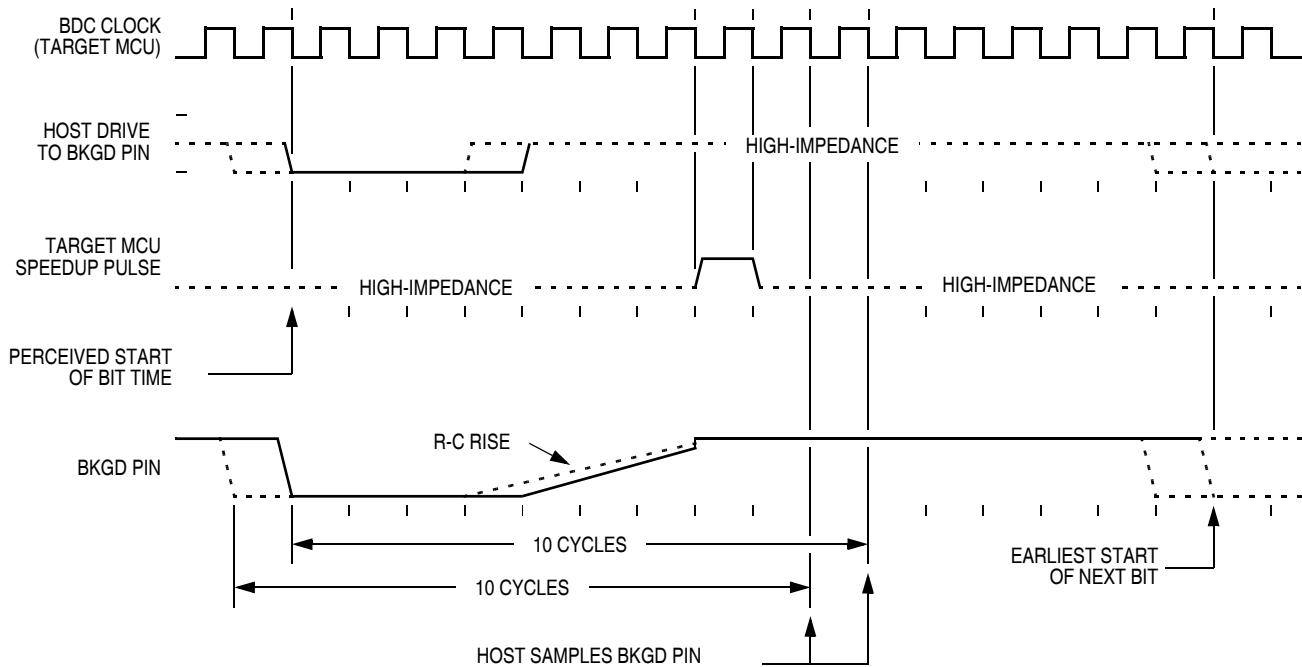 BDC CLOCK
(TARGET MCU)
HOST DRIVE
TO BKGD PIN
HIGH-IMPEDANCE
TARGET MCU
SPEEDUP PULSE
HIGH-IMPEDANCE
HIGH-IMPEDANCE
PERCEIVED START
OF BIT TIME
R-C RISE
BKGD PIN
10 CYCLES
EARLIEST START
OF NEXT BIT
10 CYCLES
HOST SAMPLES BKGD PIN